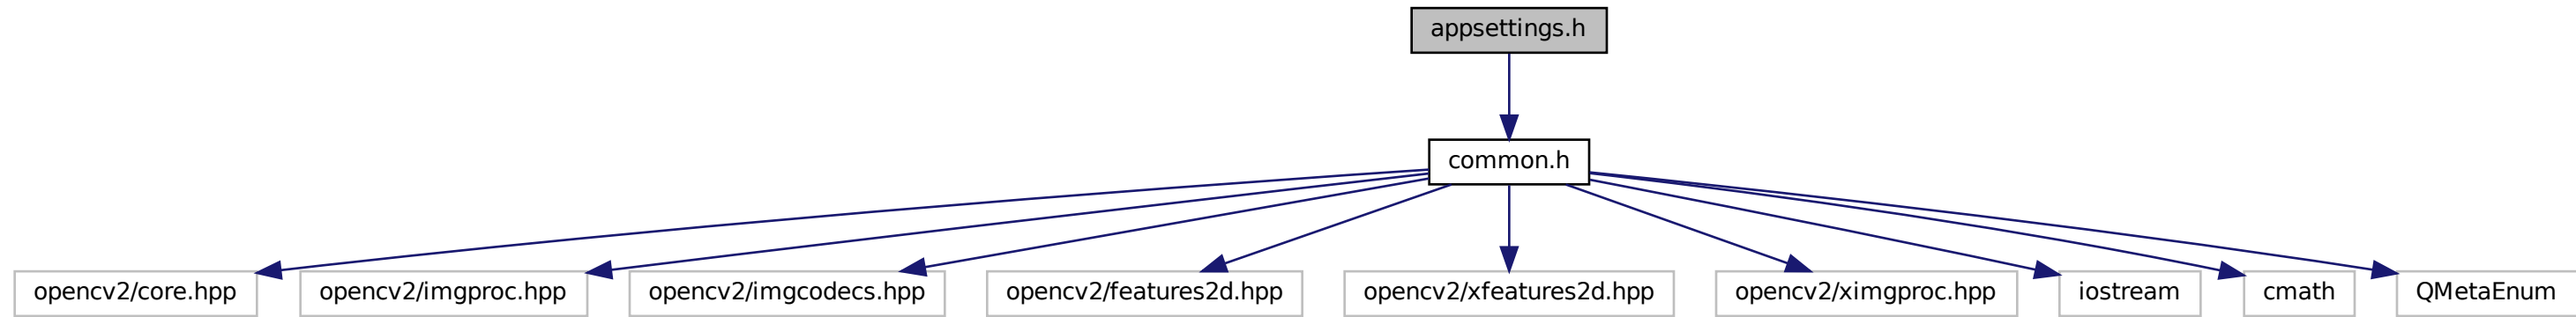 appsettings.h
common.h
opencv2/core.hpp
opencv2/imgproc.hpp
opencv2/imgcodecs.hpp
opencv2/features2d.hpp
opencv2/xfeatures2d.hpp
opencv2/ximgproc.hpp
iostream
cmath
QMetaEnum